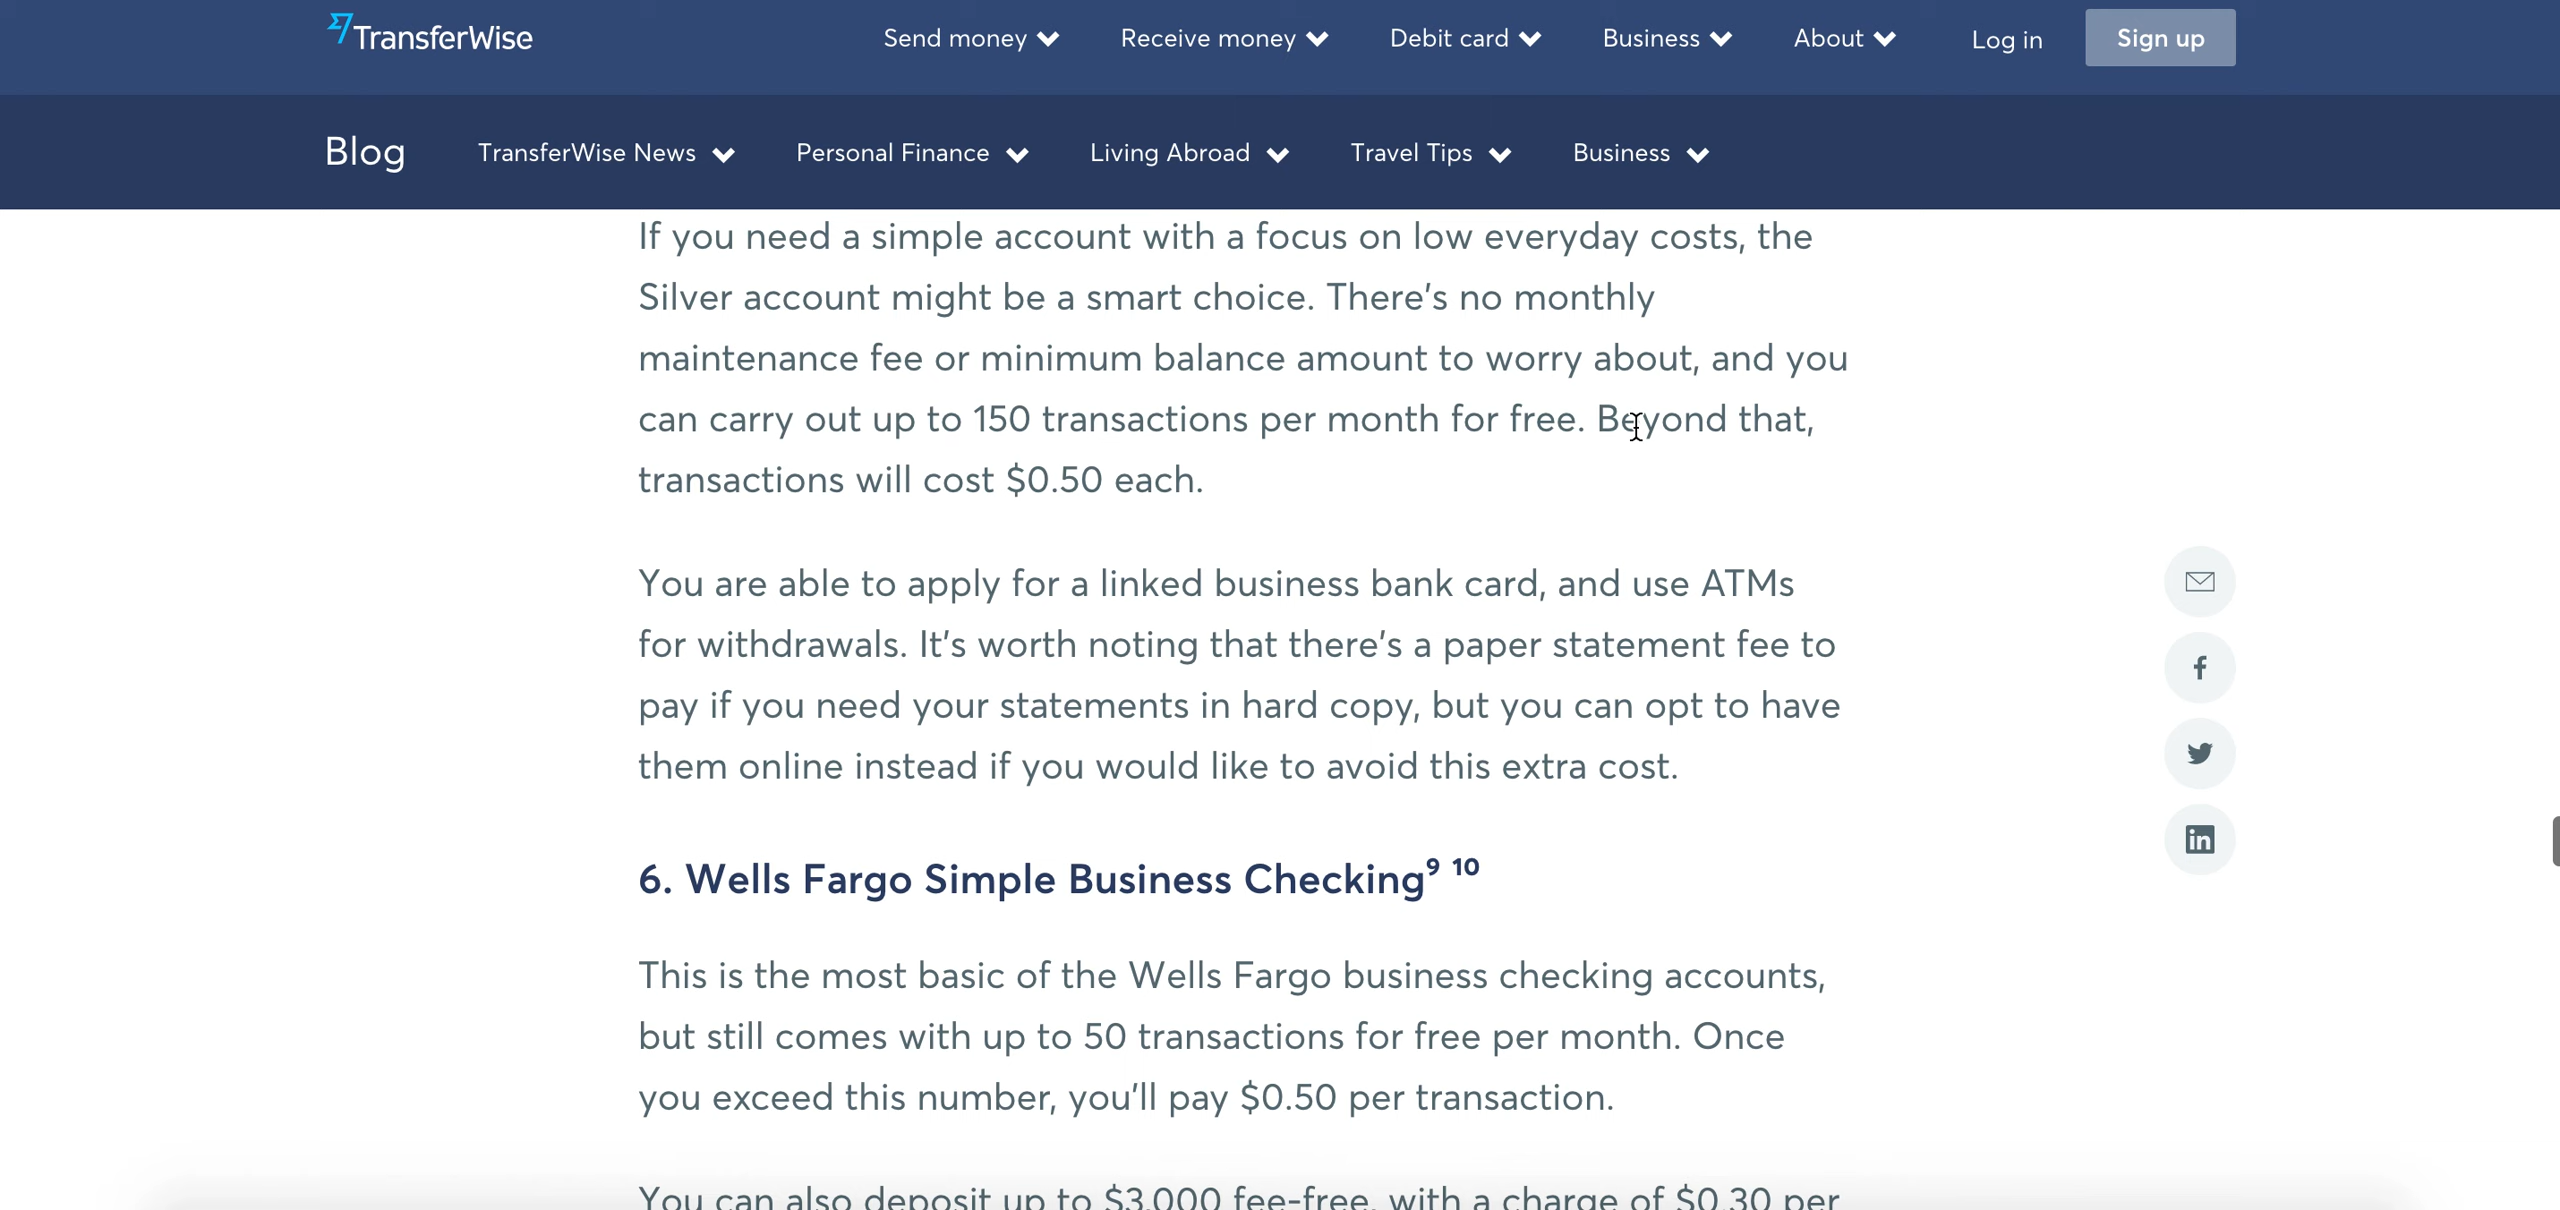 TransferWise
Send money
Receive money
Debit card
Business
About
Log in
Sign up
Blog
TransferWise News
Personal Finance
Living Abroad
Travel Tips
Business
If you need a simple account with a focus on low everyday costs, the
Silver account might be a smart choice. There's no monthly
maintenance fee or minimum balance amount to worry about, and you
can carry out up to 150 transactions per month for free. Beyond that,
transactions will cost $0.50 each.
You are able to apply for a linked business bank card, and use ATMs
for withdrawals. It's worth noting that there's a paper statement fee to
pay if you need your statements in hard copy, but you can opt to have
them online instead if you would like to avoid this extra cost.
6. Wells Fargo Simple Business Checking⁹ ¹⁰
This is the most basic of the Wells Fargo business checking accounts,
but still comes with up to 50 transactions for free per month. Once
you exceed this number, you'll pay $0.50 per transaction.
You can also deposit up to $3,000 fee-free, with a charge of $0.30 per